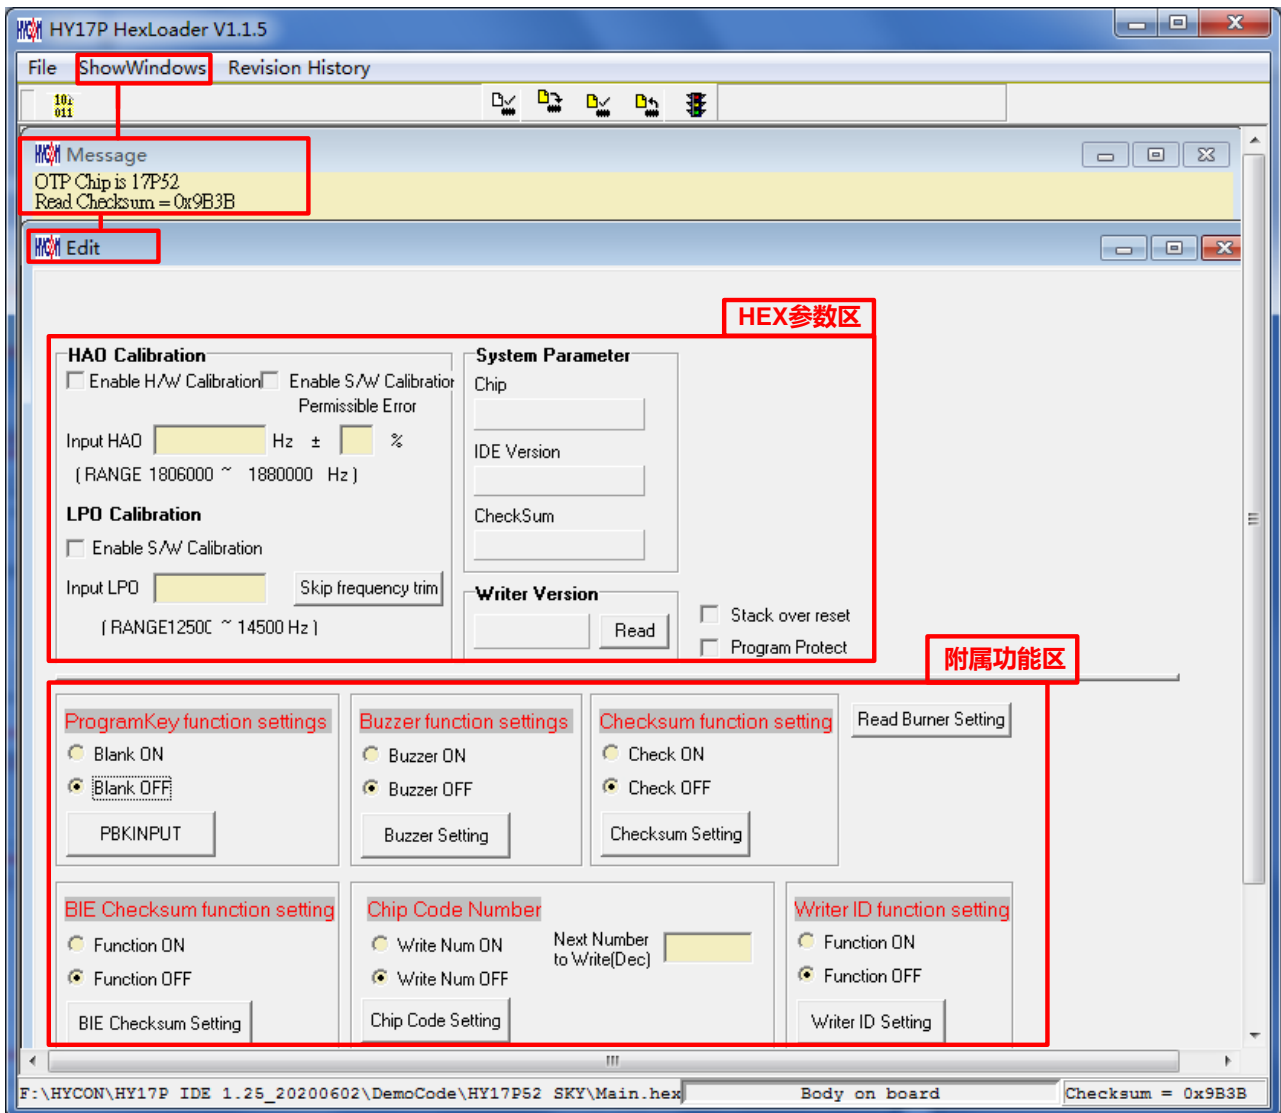 HY17P HexLoader V1.1.5
File ShowWindows Revision History
Message
OTP Chip is 17P52
Read Checksum = 0x9B3B
Edit
HEX参数区
HAO Calibration
Enable H/W Calibration Enable S/W Calibration
Permissible Error
Input HAO Hz ± %
( RANGE 1806000 ~ 1880000 Hz )
LPO Calibration
Enable S/W Calibration
Input LPO Skip frequency trim
( RANGE12500 ~ 14500 Hz )
System Parameter
Chip
IDE Version
CheckSum
Writer Version
Read
Stack over reset
Program Protect
附属功能区
ProgramKey function settings
Blank ON
Blank OFF
PBKINPUT
Buzzer function settings
Buzzer ON
Buzzer OFF
Buzzer Setting
Checksum function setting
Check ON
Check OFF
Checksum Setting
Read Burner Setting
BIE Checksum function setting
Function ON
Function OFF
BIE Checksum Setting
Chip Code Number
Write Num ON
Write Num OFF
Next Number
to Write(Dec)
Chip Code Setting
Writer ID function setting
Function ON
Function OFF
Writer ID Setting
F:\HYCON\HY17P IDE 1.25_20200602\DemoCode\HY17P52 SKY\Main.hex Body on board Checksum = 0x9B3B